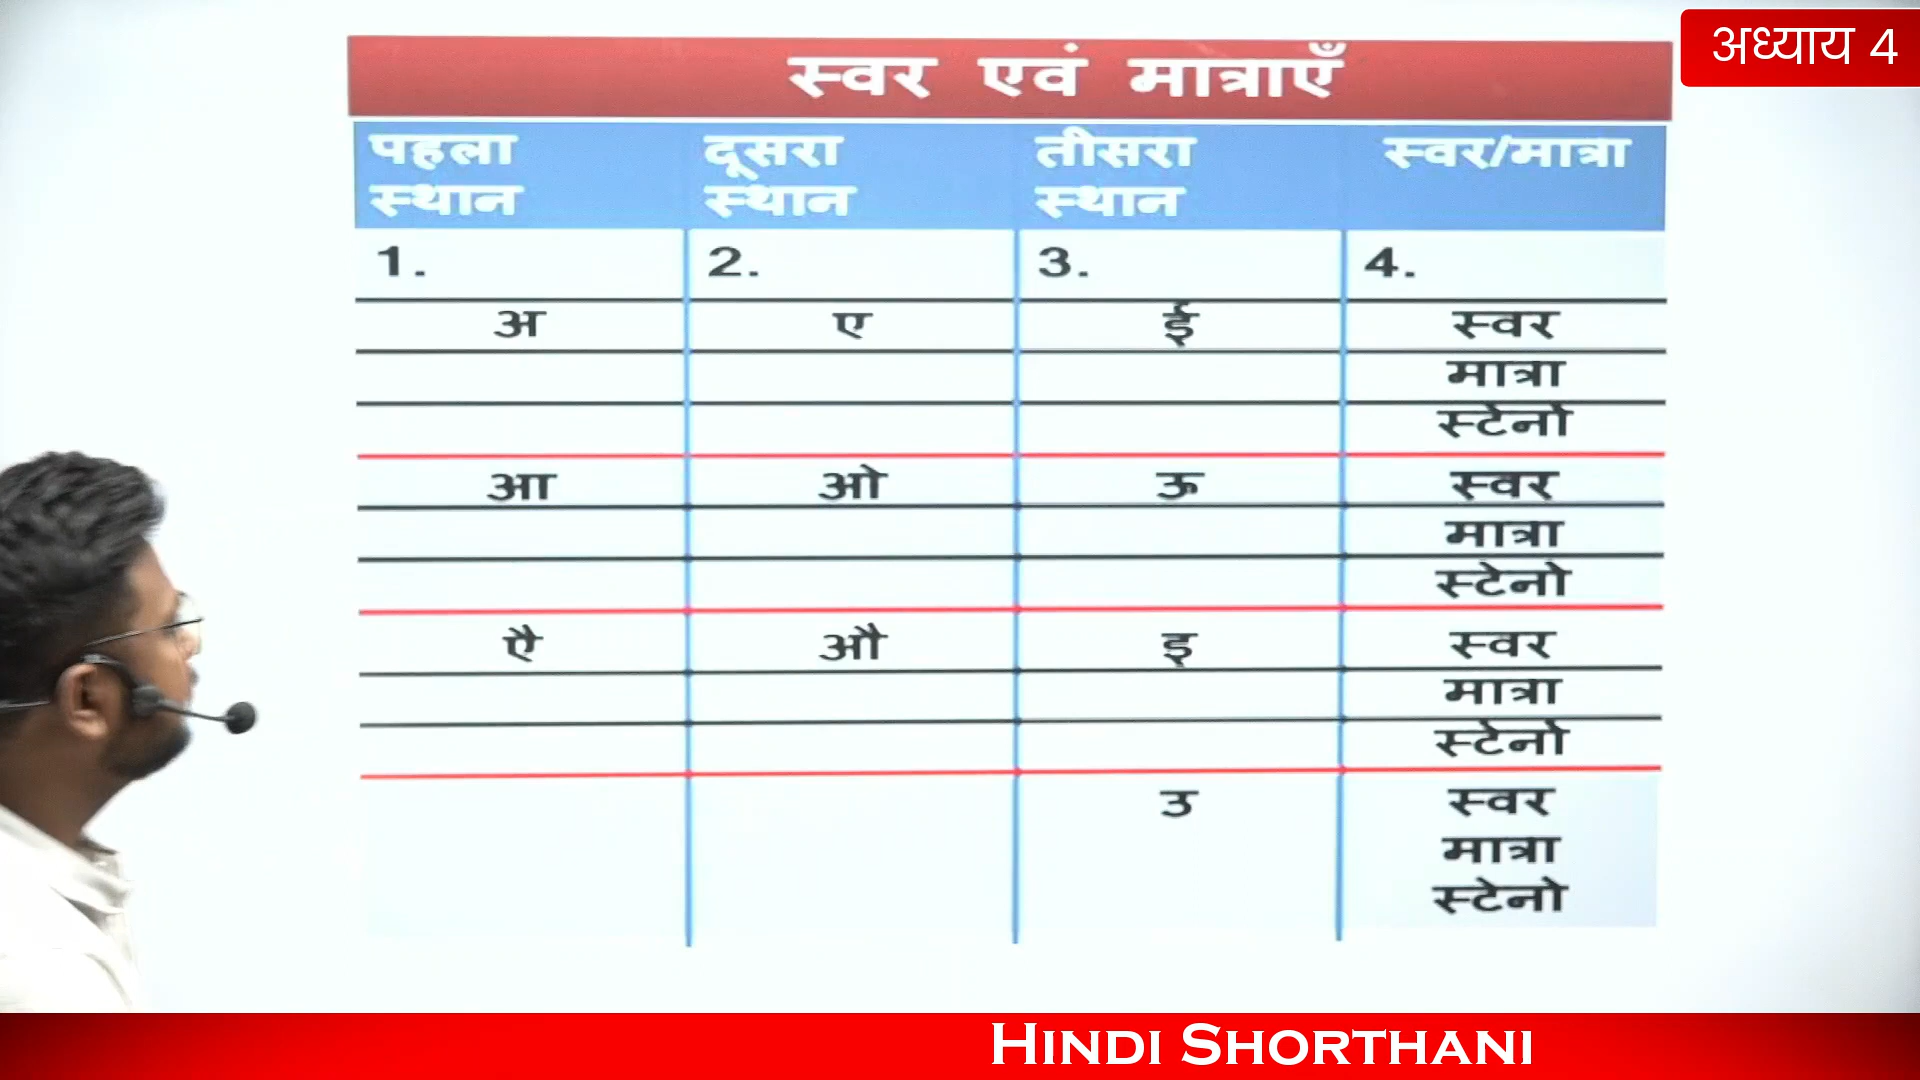 अध्याय 4
स्वर एवं मात्राएँ
पहला स्थान दूसरा स्थान तीसरा स्थान स्वर/मात्रा
1. 2. 3. 4.
अ ए ई स्वर
मात्रा
स्टेनो
आ ओ ऊ स्वर
मात्रा
स्टेनो
ऐ औ इ स्वर
मात्रा
स्टेनो
उ स्वर
मात्रा
स्टेनो
HINDI SHORTHANI